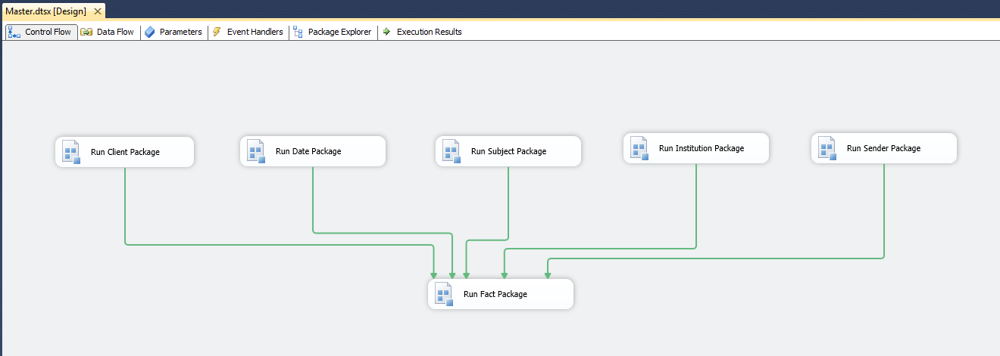 Master.dtsx [Design]
Control Flow Data Flow Parameters Event Handlers Package Explorer Execution Results
Run Client Package Run Date Package Run Subject Package Run Institution Package Run Sender Package
Run Fact Package